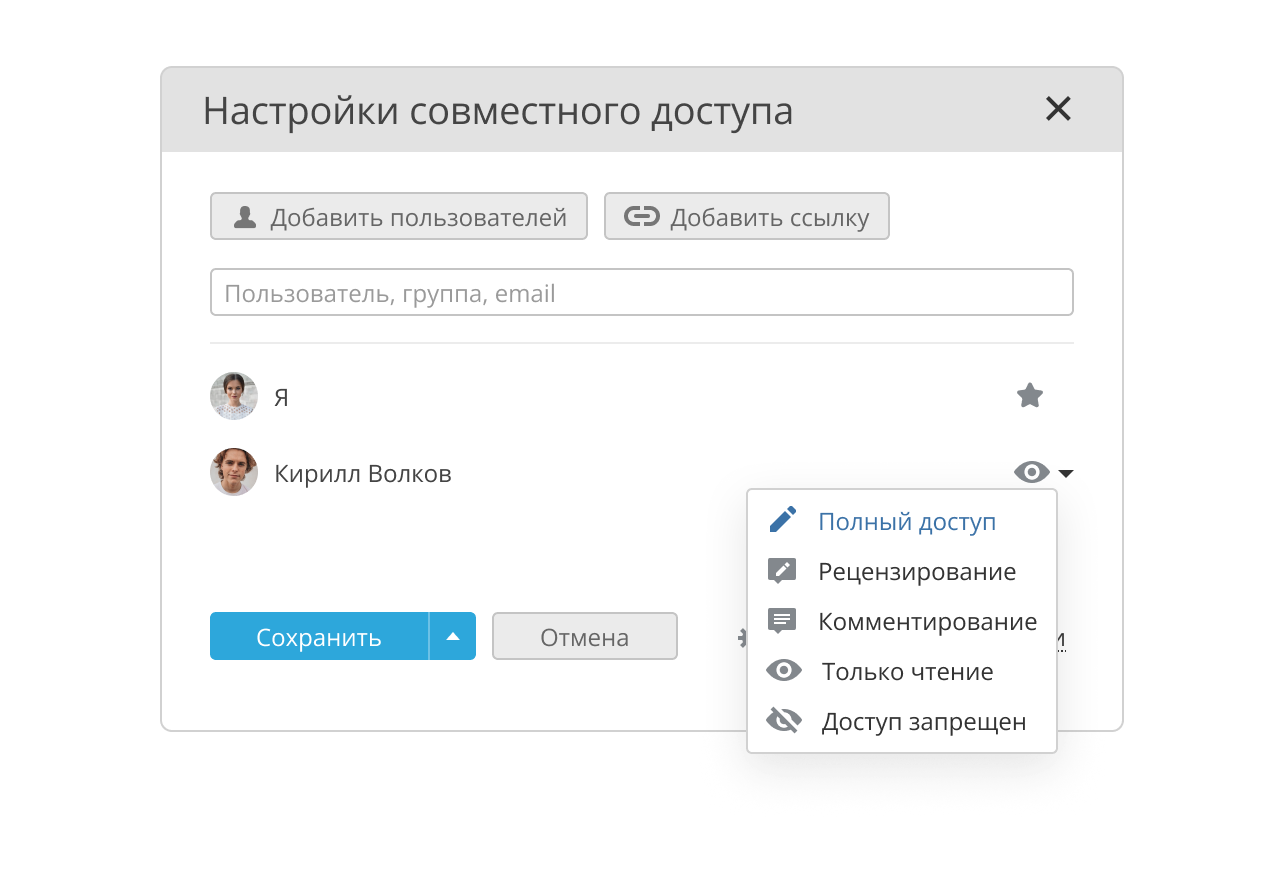 Настройки совместного доступа
Добавить пользователей
Добавить ссылку
Пользователь, группа, email
Я
Кирилл Волков
Полный доступ
Рецензирование
Комментирование
Только чтение
Доступ запрещен
Сохранить
Отмена